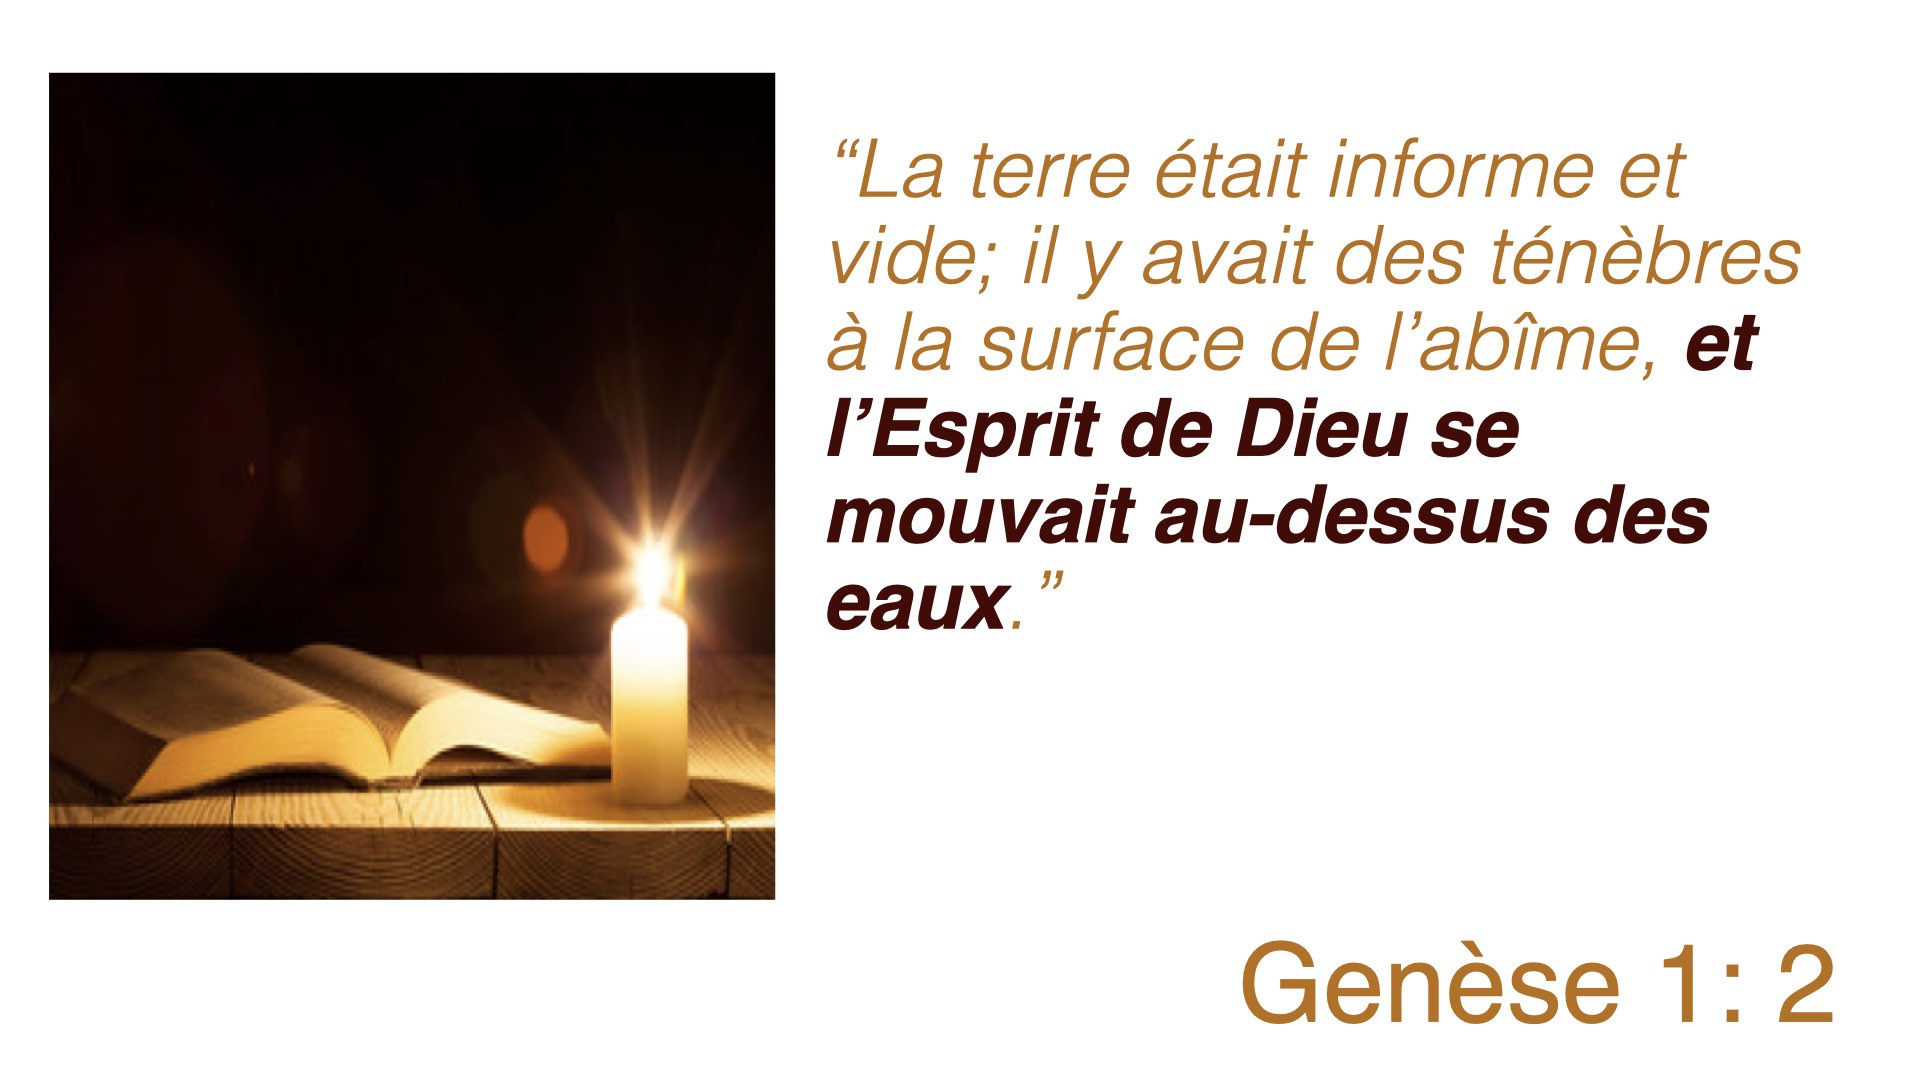 “La terre était informe et
vide; il y avait des ténèbres
à la surface de l’abîme, et
l’Esprit de Dieu se
mouvait au-dessus des
eaux.”
Genèse 1: 2